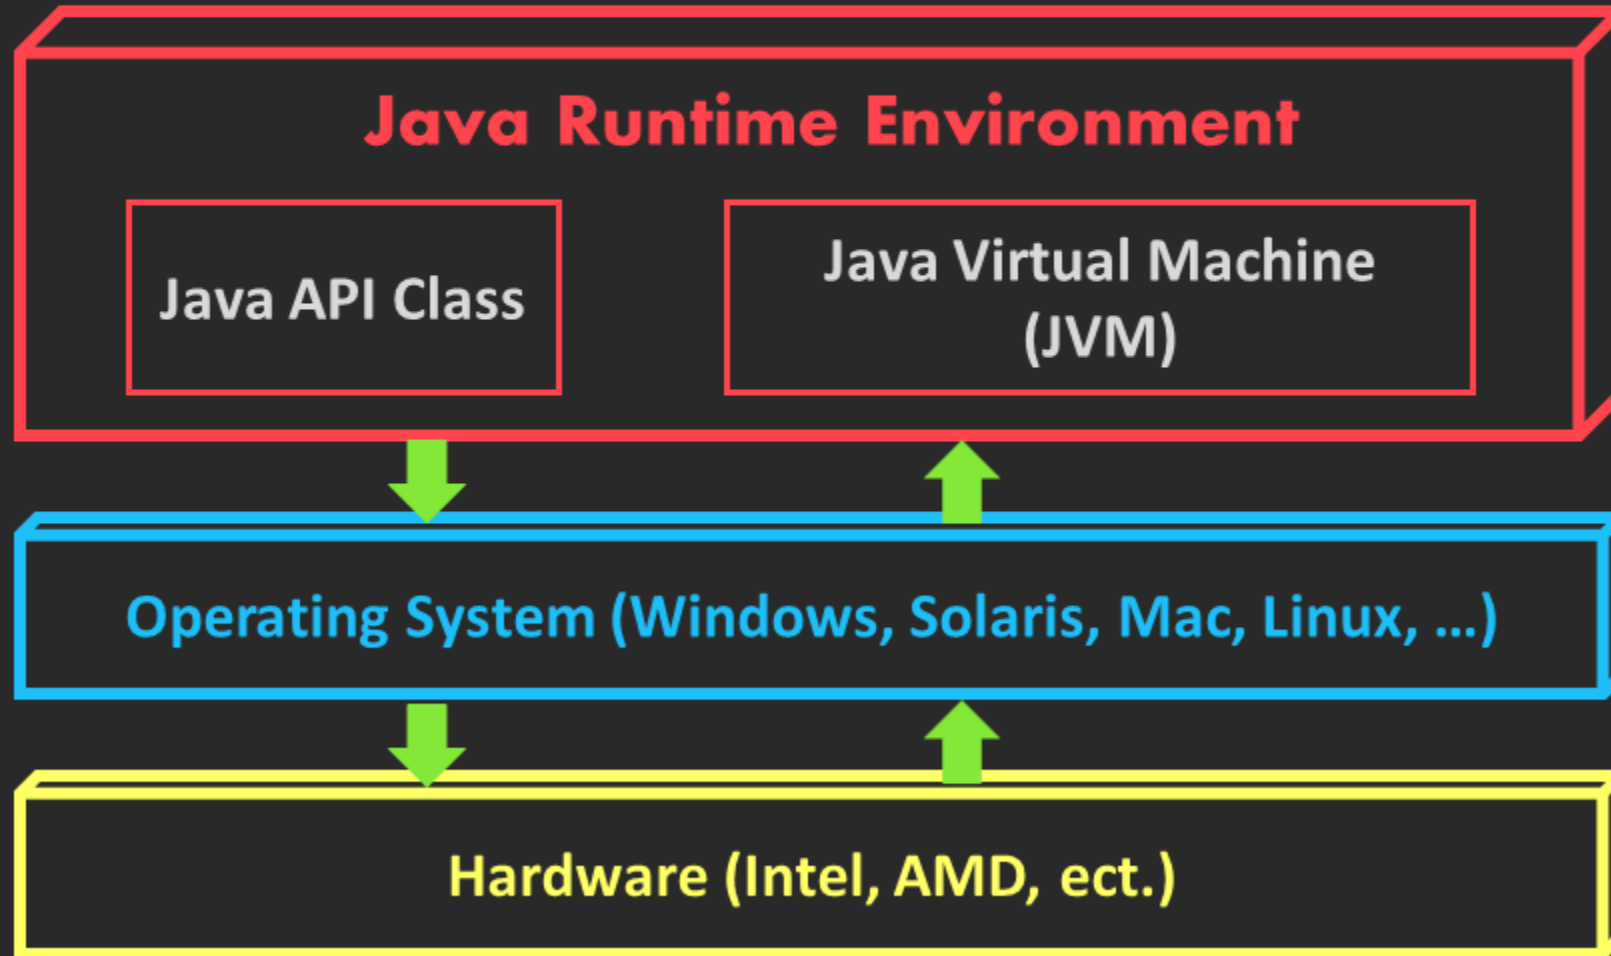 Java Runtime Environment
Java API Class
Java Virtual Machine
(JVM)
Operating System (Windows, Solaris, Mac, Linux, ...)
Hardware (Intel, AMD, ect.)